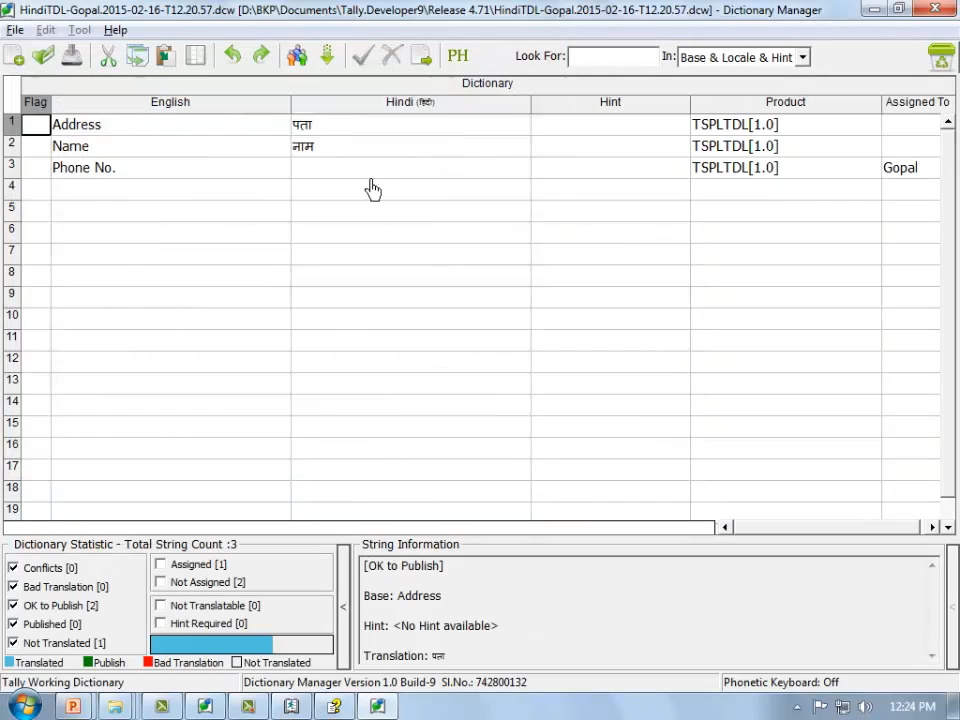 HindiTDL-Gopal.2015-02-16-T12.20.57.dcw [D:\BKP\Documents\Tally.Developer9\Release 4.71\HindiTDL-Gopal.2015-02-16-T12.20.57.dcw] - Dictionary Manager
File Edit Tool Help
PH Look For: In: Base & Locale & Hint
Dictionary
Flag English Hindi (हिन्दी) Hint Product Assigned To
1 Address पता TSPLTDL[1.0]
2 Name नाम TSPLTDL[1.0]
3 Phone No. TSPLTDL[1.0] Gopal
4
5
6
7
8
9
10
11
12
13
14
15
16
17
18
19
Dictionary Statistic - Total String Count :3
Conflicts [0]
Bad Translation [0]
OK to Publish [2]
Published [0]
Not Translated [1]
Assigned [1]
Not Assigned [2]
Not Translatable [0]
Hint Required [0]
Translated Publish Bad Translation Not Translated
String Information
[OK to Publish]
Base: Address
Hint: <No Hint available>
Translation: पता
Tally Working Dictionary Dictionary Manager Version 1.0 Build-9 Sl.No.: 742800132 Phonetic Keyboard: Off
12:24 PM